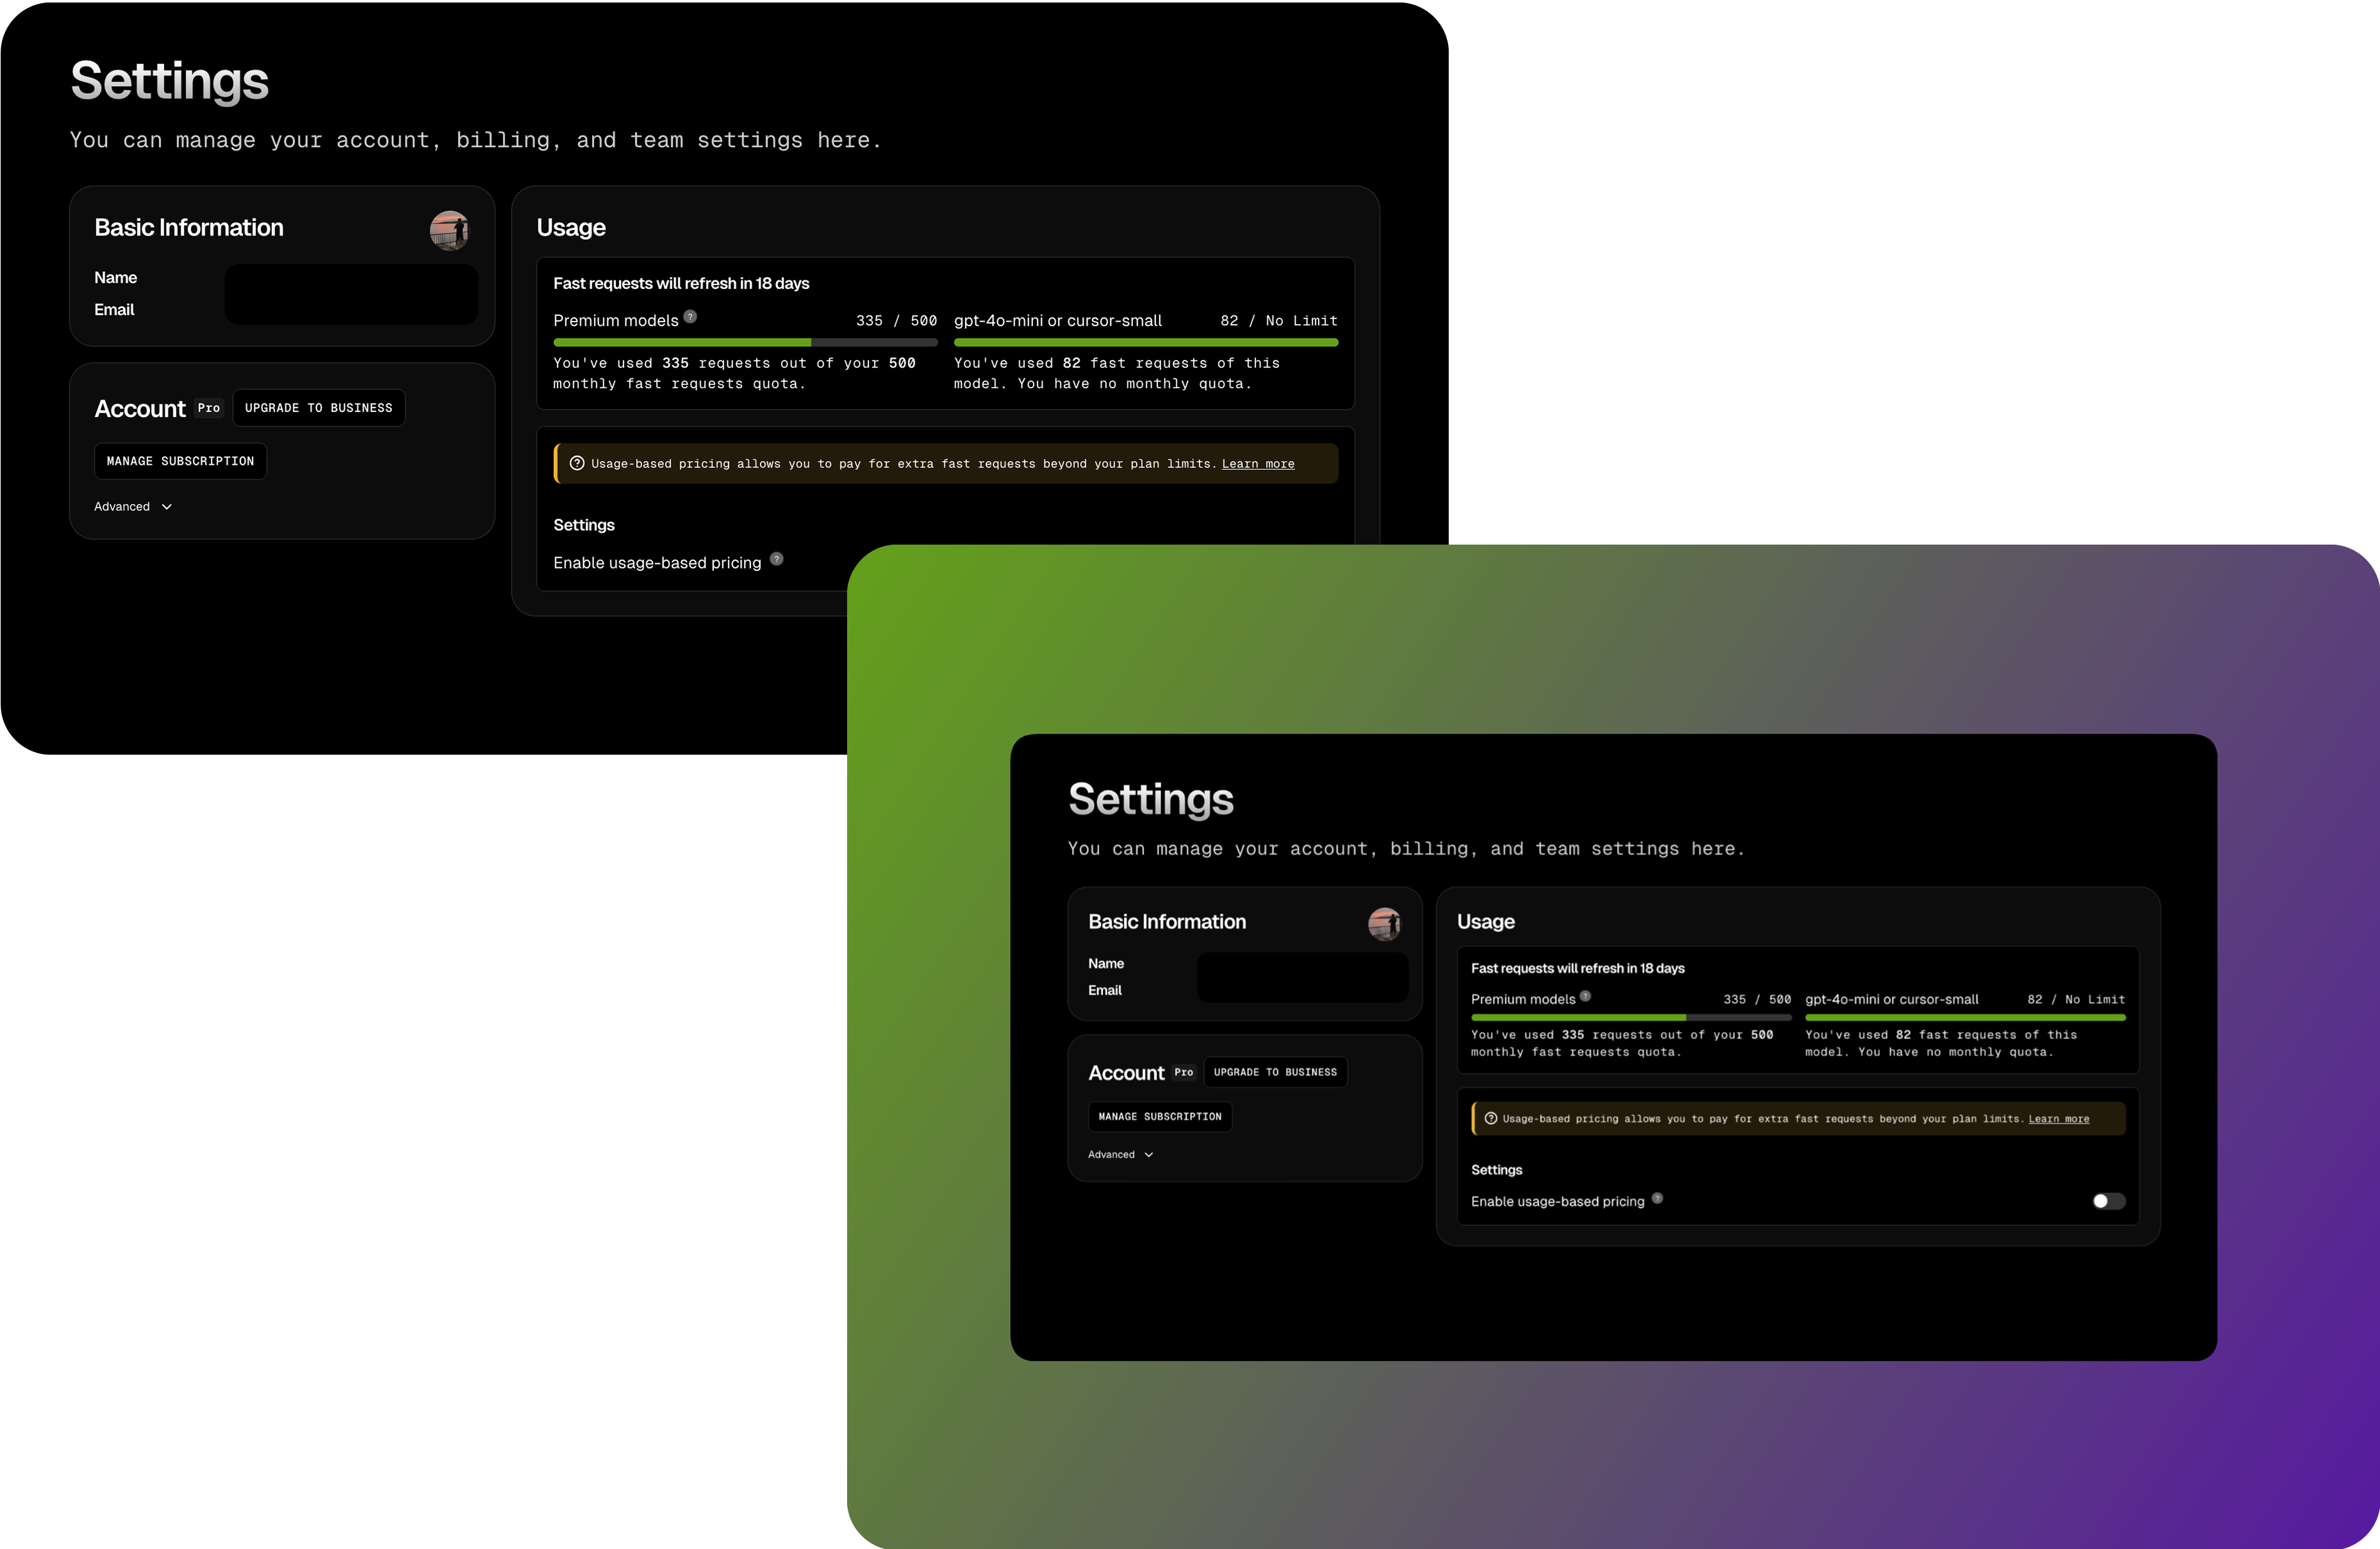 Settings
You can manage your account, billing, and team settings here.
Basic Information
Name
Email
Account Pro UPGRADE TO BUSINESS
MANAGE SUBSCRIPTION
Advanced
Usage
Fast requests will refresh in 18 days
Premium models ? 335 / 500
You've used 335 requests out of your 500
monthly fast requests quota.
gpt-4o-mini or cursor-small 82 / No Limit
You've used 82 fast requests of this
model. You have no monthly quota.
? Usage-based pricing allows you to pay for extra fast requests beyond your plan limits. Learn more
Settings
Enable usage-based pricing ?
Settings
You can manage your account, billing, and team settings here.
Basic Information
Name
Email
Account Pro UPGRADE TO BUSINESS
MANAGE SUBSCRIPTION
Advanced
Usage
Fast requests will refresh in 18 days
Premium models ? 335 / 500
You've used 335 requests out of your 500
monthly fast requests quota.
gpt-4o-mini or cursor-small 82 / No Limit
You've used 82 fast requests of this
model. You have no monthly quota.
? Usage-based pricing allows you to pay for extra fast requests beyond your plan limits. Learn more
Settings
Enable usage-based pricing ?